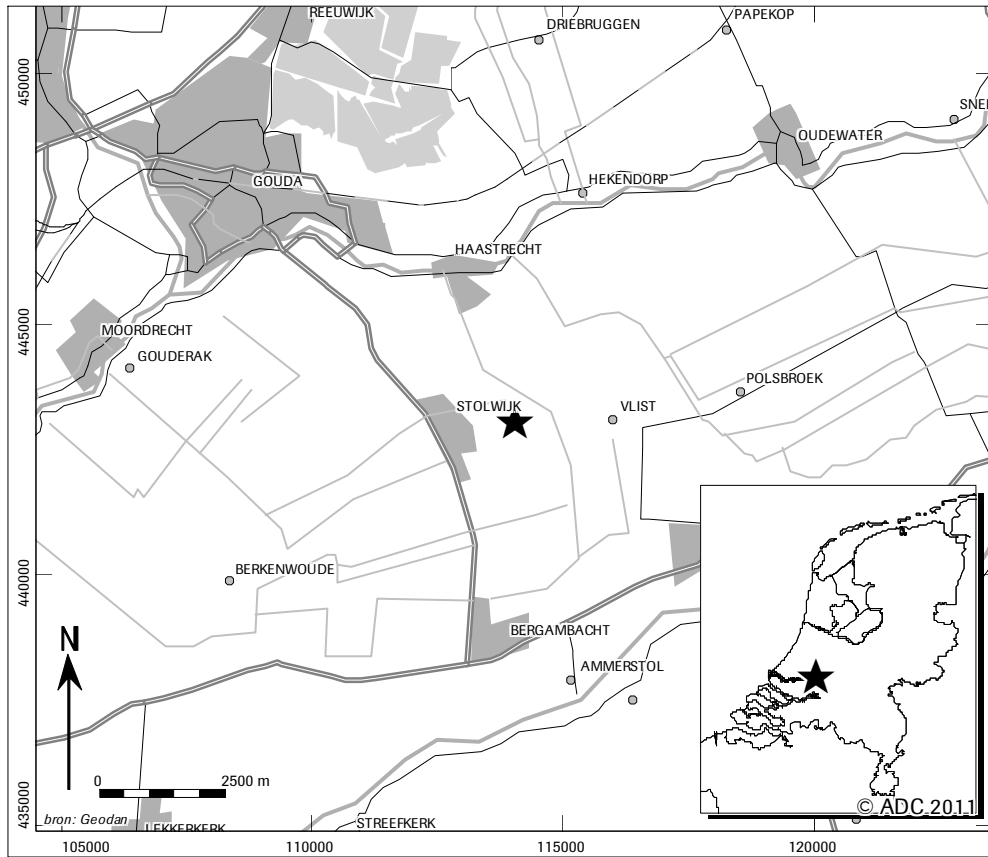 REEUWIJK
DRIEBRUGGEN
PAPEKOP
450000
OUDEWATER
GOUDA
HEKENDORP
HAASTRECHT
445000
MOORDRECHT
GOUDERAK
POLSBROEK
STOLWIJK
VLIST
440000
BERKENWOUDE
N
BERGAMBACHT
AMMERSTOL
0 2500 m
435000
bron: Geodan
LEKKERKERK
STREEFKERK
© ADC 2011
105000 110000 115000 120000